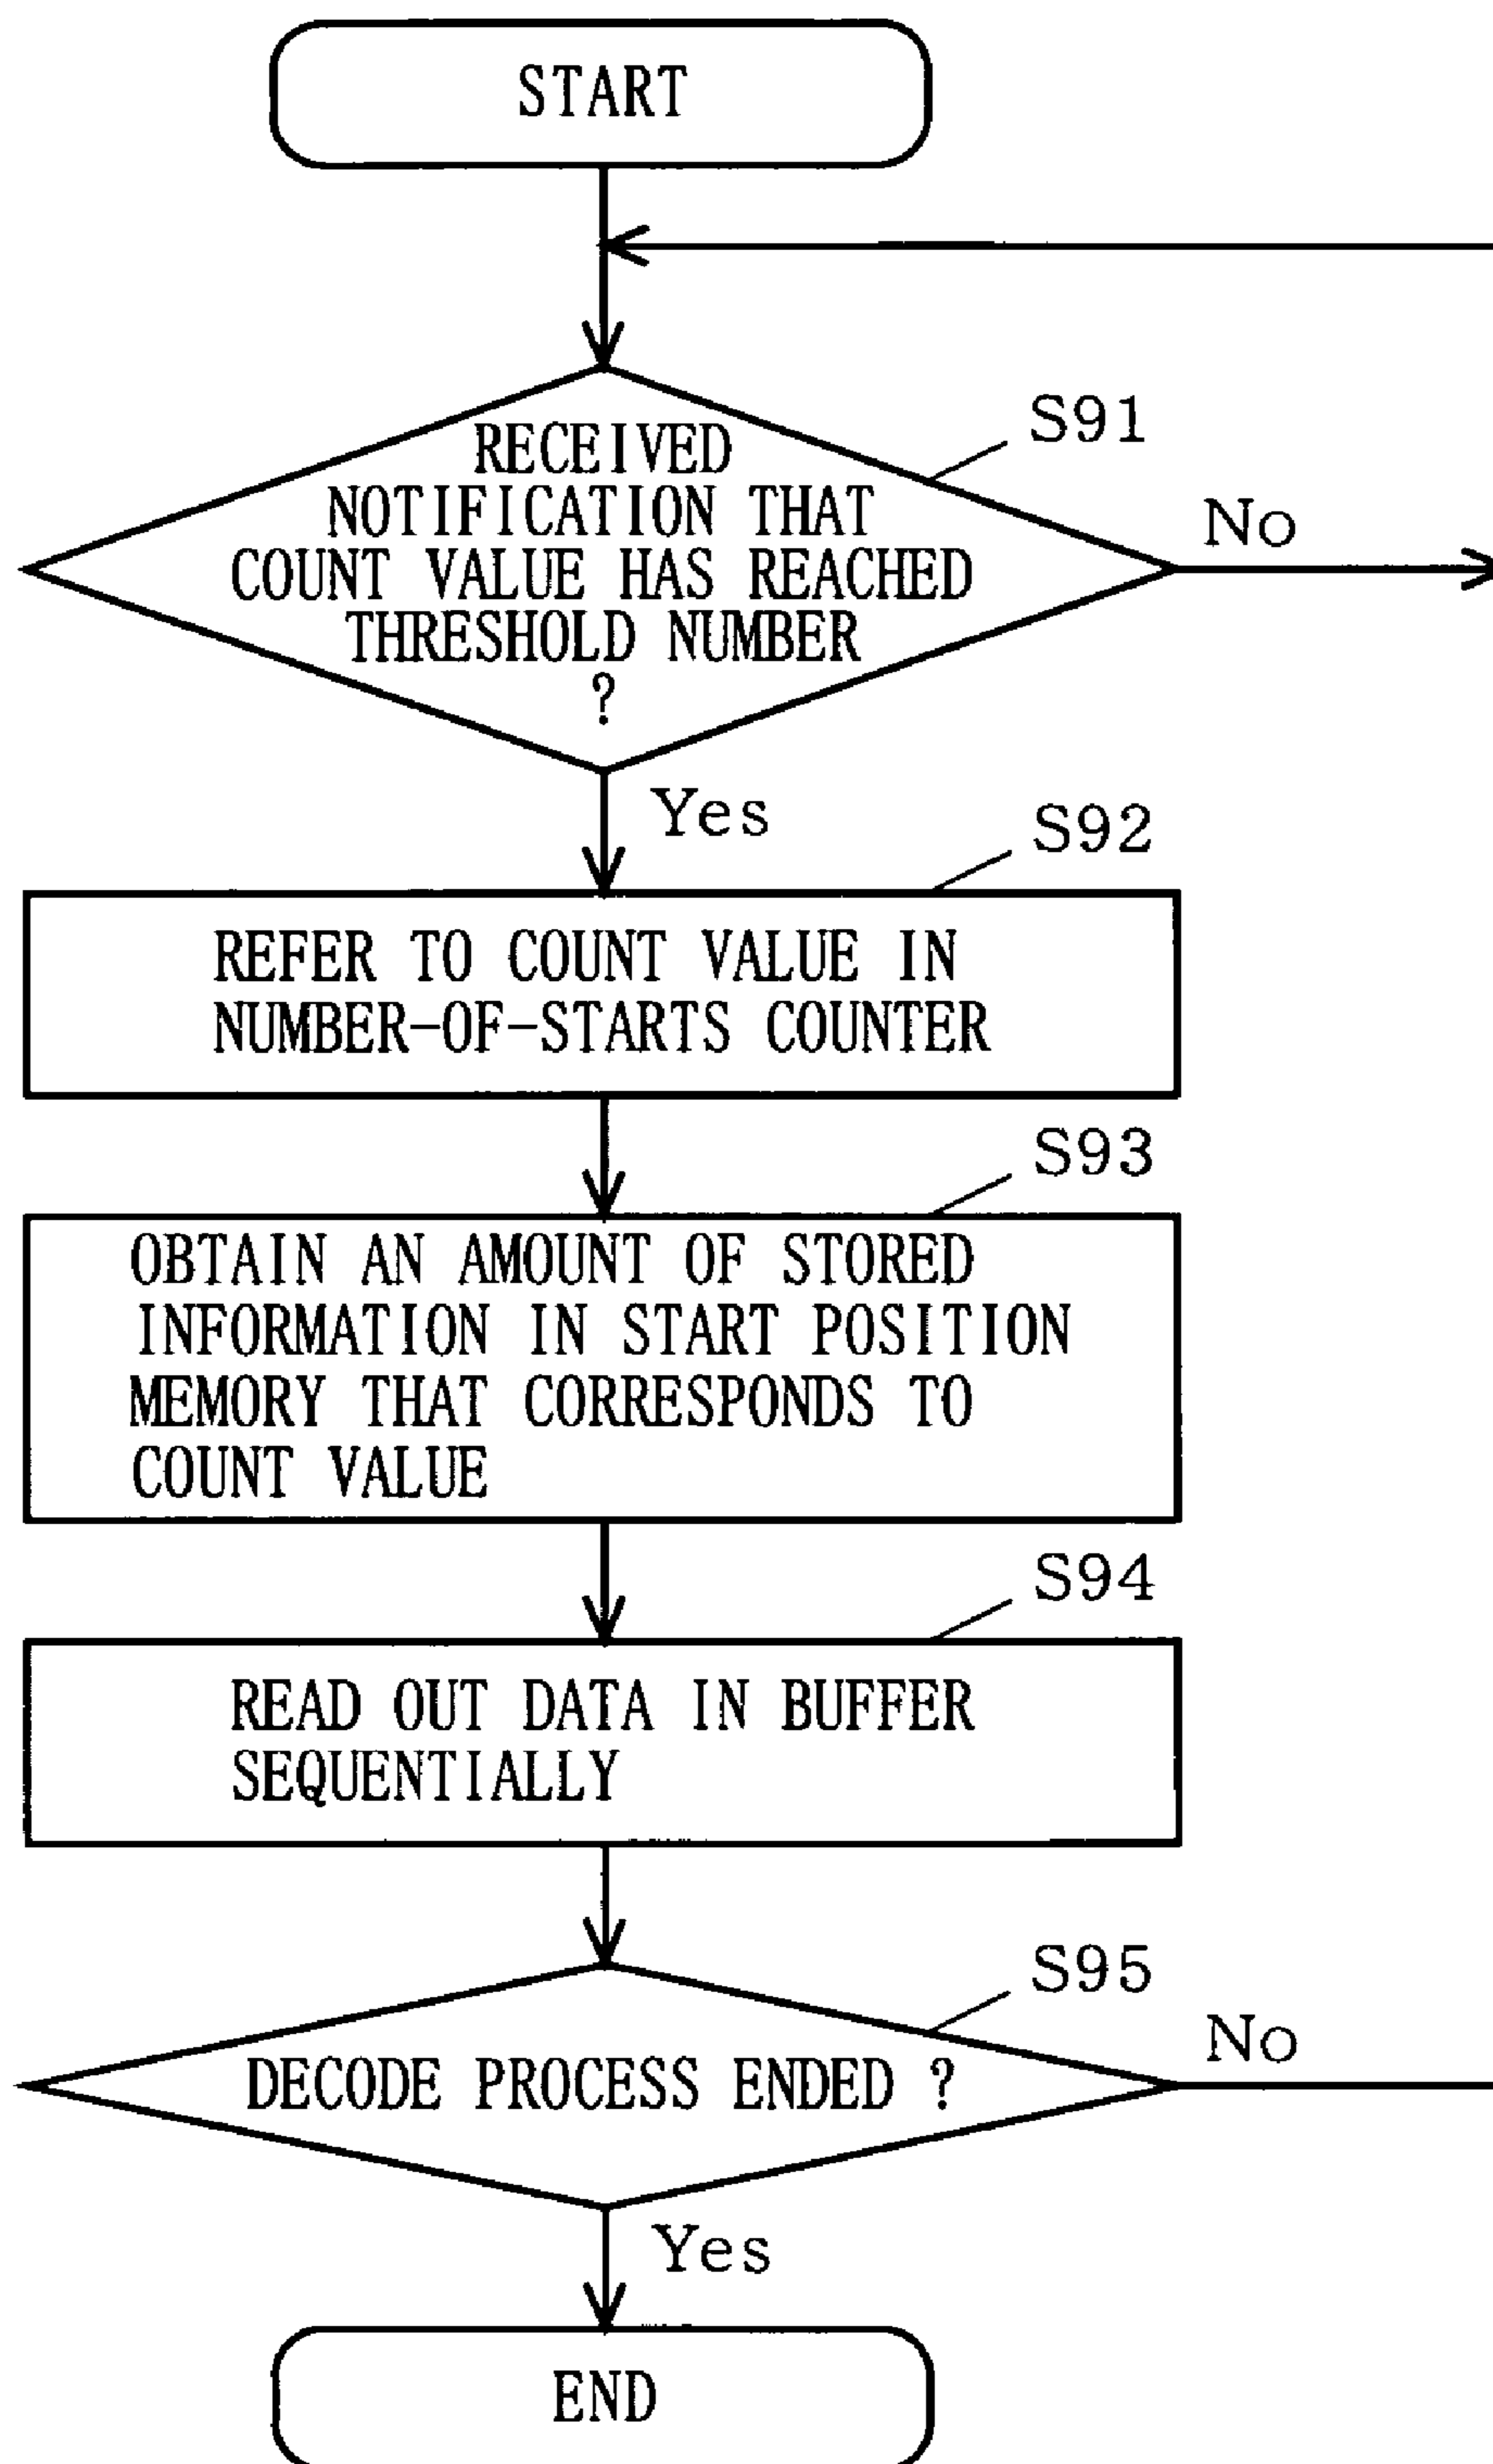 START
RECEIVED
NOTIFICATION THAT
COUNT VALUE HAS REACHED
THRESHOLD NUMBER
?
S91
No
Yes
S92
REFER TO COUNT VALUE IN
NUMBER-OF-STARTS COUNTER
S93
OBTAIN AN AMOUNT OF STORED
INFORMATION IN START POSITION
MEMORY THAT CORRESPONDS TO
COUNT VALUE
S94
READ OUT DATA IN BUFFER
SEQUENTIALLY
S95
DECODE PROCESS ENDED ?
No
Yes
END